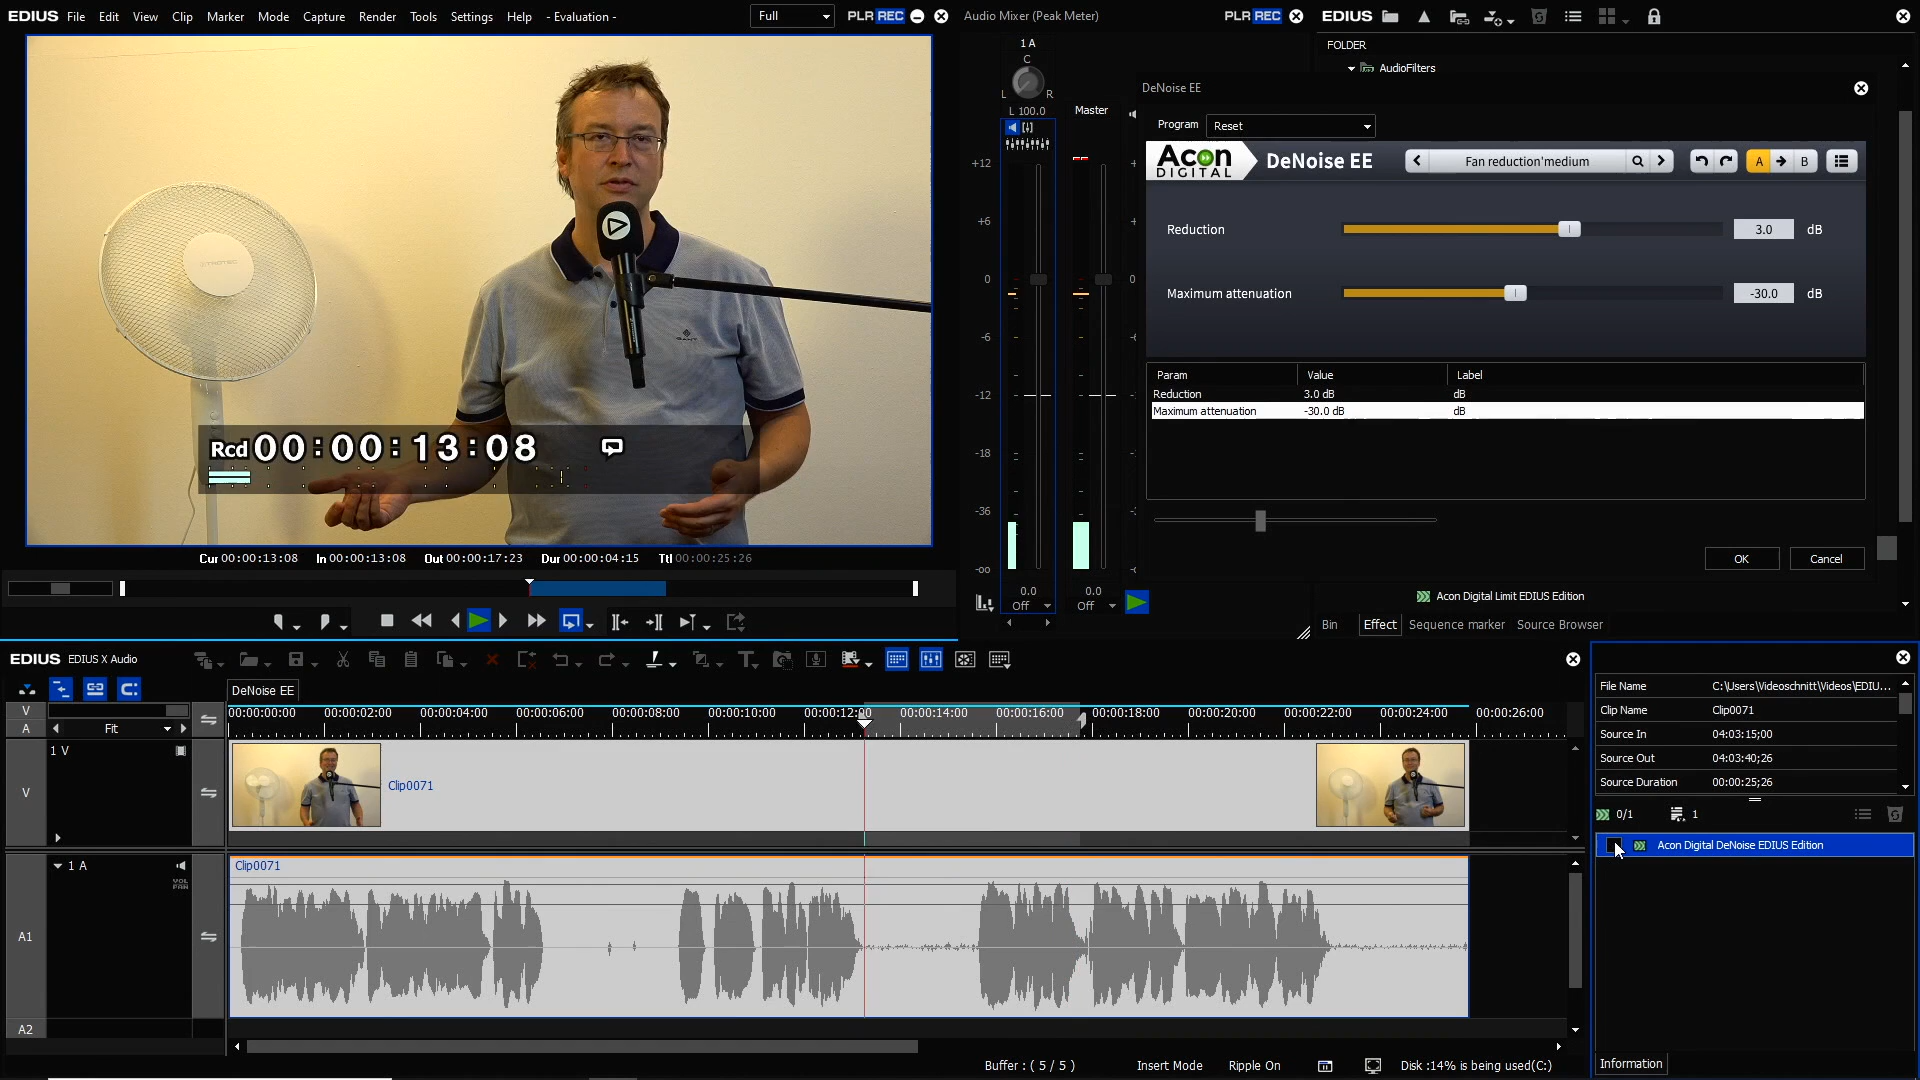 EDIUS File Edit View Clip Marker Mode Capture Render Tools Settings Help - Evaluation - Full PLR REC
Audio Mixer (Peak Meter) PLR REC
EDIUS
FOLDER
AudioFilters
TROTEC
GANT
Rcd 00:00:13:08
Cur 00:00:13:08 In 00:00:13:08 Out 00:00:17:23 Dur 00:00:04:15 Ttl 00:00:25:26
1 A
C
L R
L 100.0
Master
+12
+6
0
-6
-12
-18
-36
-oo
0.0 0.0
Off Off
DeNoise EE
Program Reset
Acon DIGITAL DeNoise EE Fan reduction'medium A B
Reduction 3.0 dB
Maximum attenuation -30.0 dB
Param Value Label
Reduction 3.0 dB dB
Maximum attenuation -30.0 dB dB
OK Cancel
Acon Digital Limit EDIUS Edition
Bin Effect Sequence marker Source Browser
EDIUS EDIUS X Audio
DeNoise EE
V
A
Fit
00:00:00:00 00:00:02:00 00:00:04:00 00:00:06:00 00:00:08:00 00:00:10:00 00:00:12:00 00:00:14:00 00:00:16:00 00:00:18:00 00:00:20:00 00:00:22:00 00:00:24:00 00:00:26:00
1 V
V
Clip0071
1 A
VOL
PAN
Clip0071
A1
A2
File Name C:\Users\Videoschnitt\Videos\EDIU...
Clip Name Clip0071
Source In 04:03:15;00
Source Out 04:03:40;26
Source Duration 00:00:25;26
0/1 1
Acon Digital DeNoise EDIUS Edition
Information
Buffer : ( 5 / 5 ) Insert Mode Ripple On Disk :14% is being used(C:)